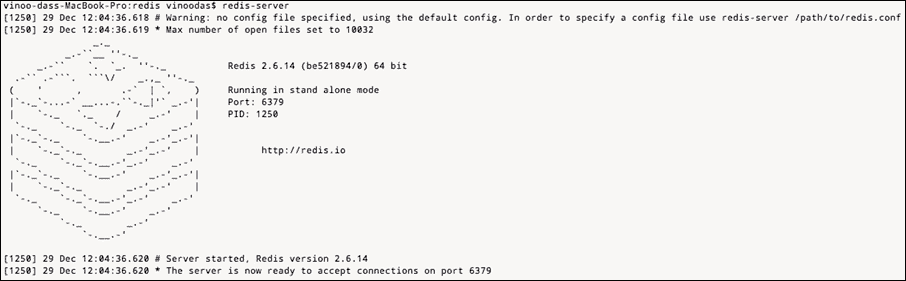 vinoo-dass-MacBook-Pro:redis vinoodas$ redis-server
[1250] 29 Dec 12:04:36.618 # Warning: no config file specified, using the default config. In order to specify a config file use redis-server /path/to/redis.conf
[1250] 29 Dec 12:04:36.619 * Max number of open files set to 10032
Redis 2.6.14 (be521894/0) 64 bit
Running in stand alone mode
Port: 6379
PID: 1250
http://redis.io
[1250] 29 Dec 12:04:36.620 # Server started, Redis version 2.6.14
[1250] 29 Dec 12:04:36.620 * The server is now ready to accept connections on port 6379